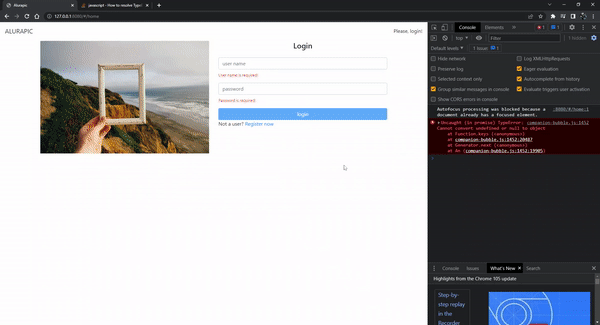 Alurapic
javascript - How to resolve Typ
127.0.0.1:8080/#/home
ALURAPIC
Please, login!
Login
user name
User name is required!
password
Password is required!
login
Not a user? Register now
Console
top
Filter
Default levels
1 Issue:
1
1 hidden
Hide network
Log XMLHttpRequests
Preserve log
Eager evaluation
Selected context only
Autocomplete from history
Group similar messages in console
Evaluate triggers user activation
Show CORS errors in console
Autofocus processing was blocked because a :8080/#/home:1
document already has a focused element.
Uncaught (in promise) TypeError: companion-bubble.js:1452
Cannot convert undefined or null to object
at Function.keys (<anonymous>)
at companion-bubble.js:1452:20487
at Generator.next (<anonymous>)
at An (companion-bubble.js:1452:19905)
Console
Issues
What's New
Search
Highlights from the Chrome 105 update
Step-by-
step replay
in the
Recorder